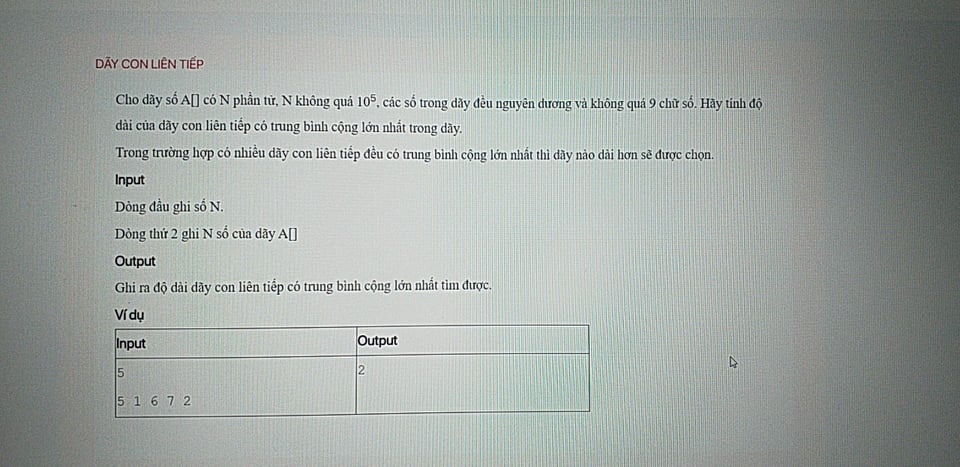 DÃY CON LIÊN TIẾP
Cho dãy số A[] có N phần tử, N không quá 10⁵, các số trong dãy đều nguyên dương và không quá 9 chữ số. Hãy tính độ
dài của dãy con liên tiếp có trung bình cộng lớn nhất trong dãy.
Trong trường hợp có nhiều dãy con liên tiếp đều có trung bình cộng lớn nhất thì dãy nào dài hơn sẽ được chọn.
Input
Dòng đầu ghi số N.
Dòng thứ 2 ghi N số của dãy A[]
Output
Ghi ra độ dài dãy con liên tiếp có trung bình cộng lớn nhất tìm được.
Ví dụ
Input Output
5 2
5 1 6 7 2